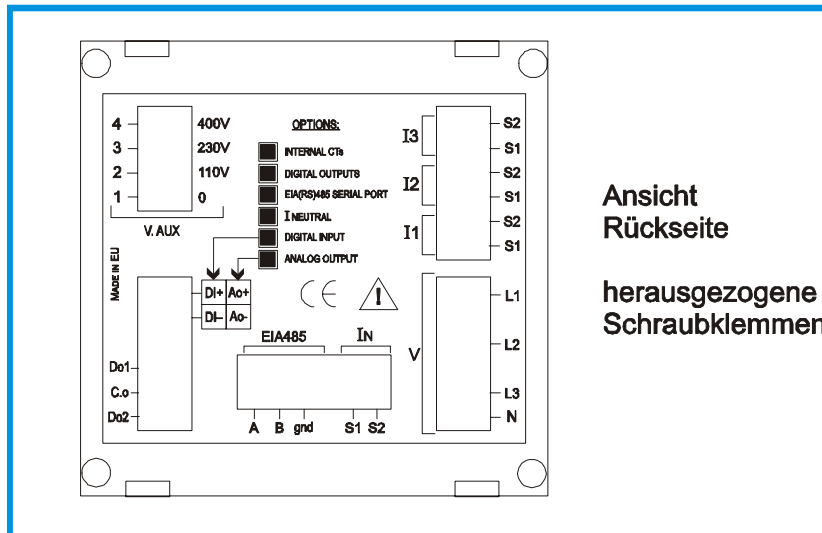 4 400V
3 230V
2 110V
1 0
V. AUX
OPTIONS:
INTERNAL CTs
DIGITAL OUTPUTS
EIA(RS)485 SERIAL PORT
I NEUTRAL
DIGITAL INPUT
ANALOG OUTPUT
I3
S2
S1
I2
S2
S1
I1
S2
S1
MADE IN EU
DI+ Ao+
DI– Ao-
CE
Do1
C.o
Do2
EIA485
IN
A B gnd S1 S2
V
L1
L2
L3
N
Ansicht
Rückseite
herausgezogene
Schraubklemmen